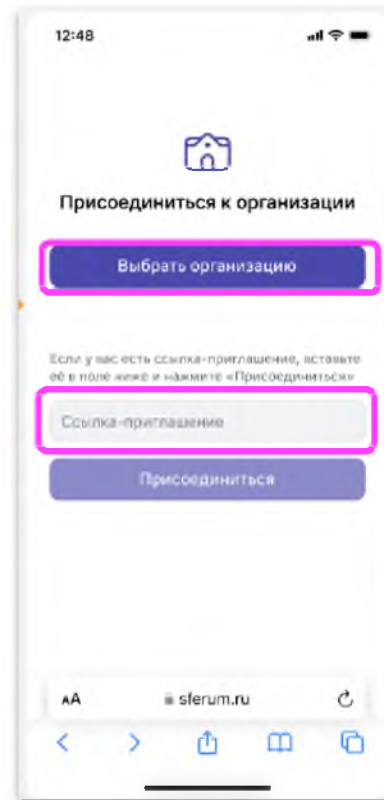 12:48
Присоединиться к организации
Выбрать организацию
Если у вас есть ссылка-приглашение, вставьте
её в поле ниже и нажмите «Присоединиться»
Ссылка-приглашение
Присоединиться
AA
sferum.ru